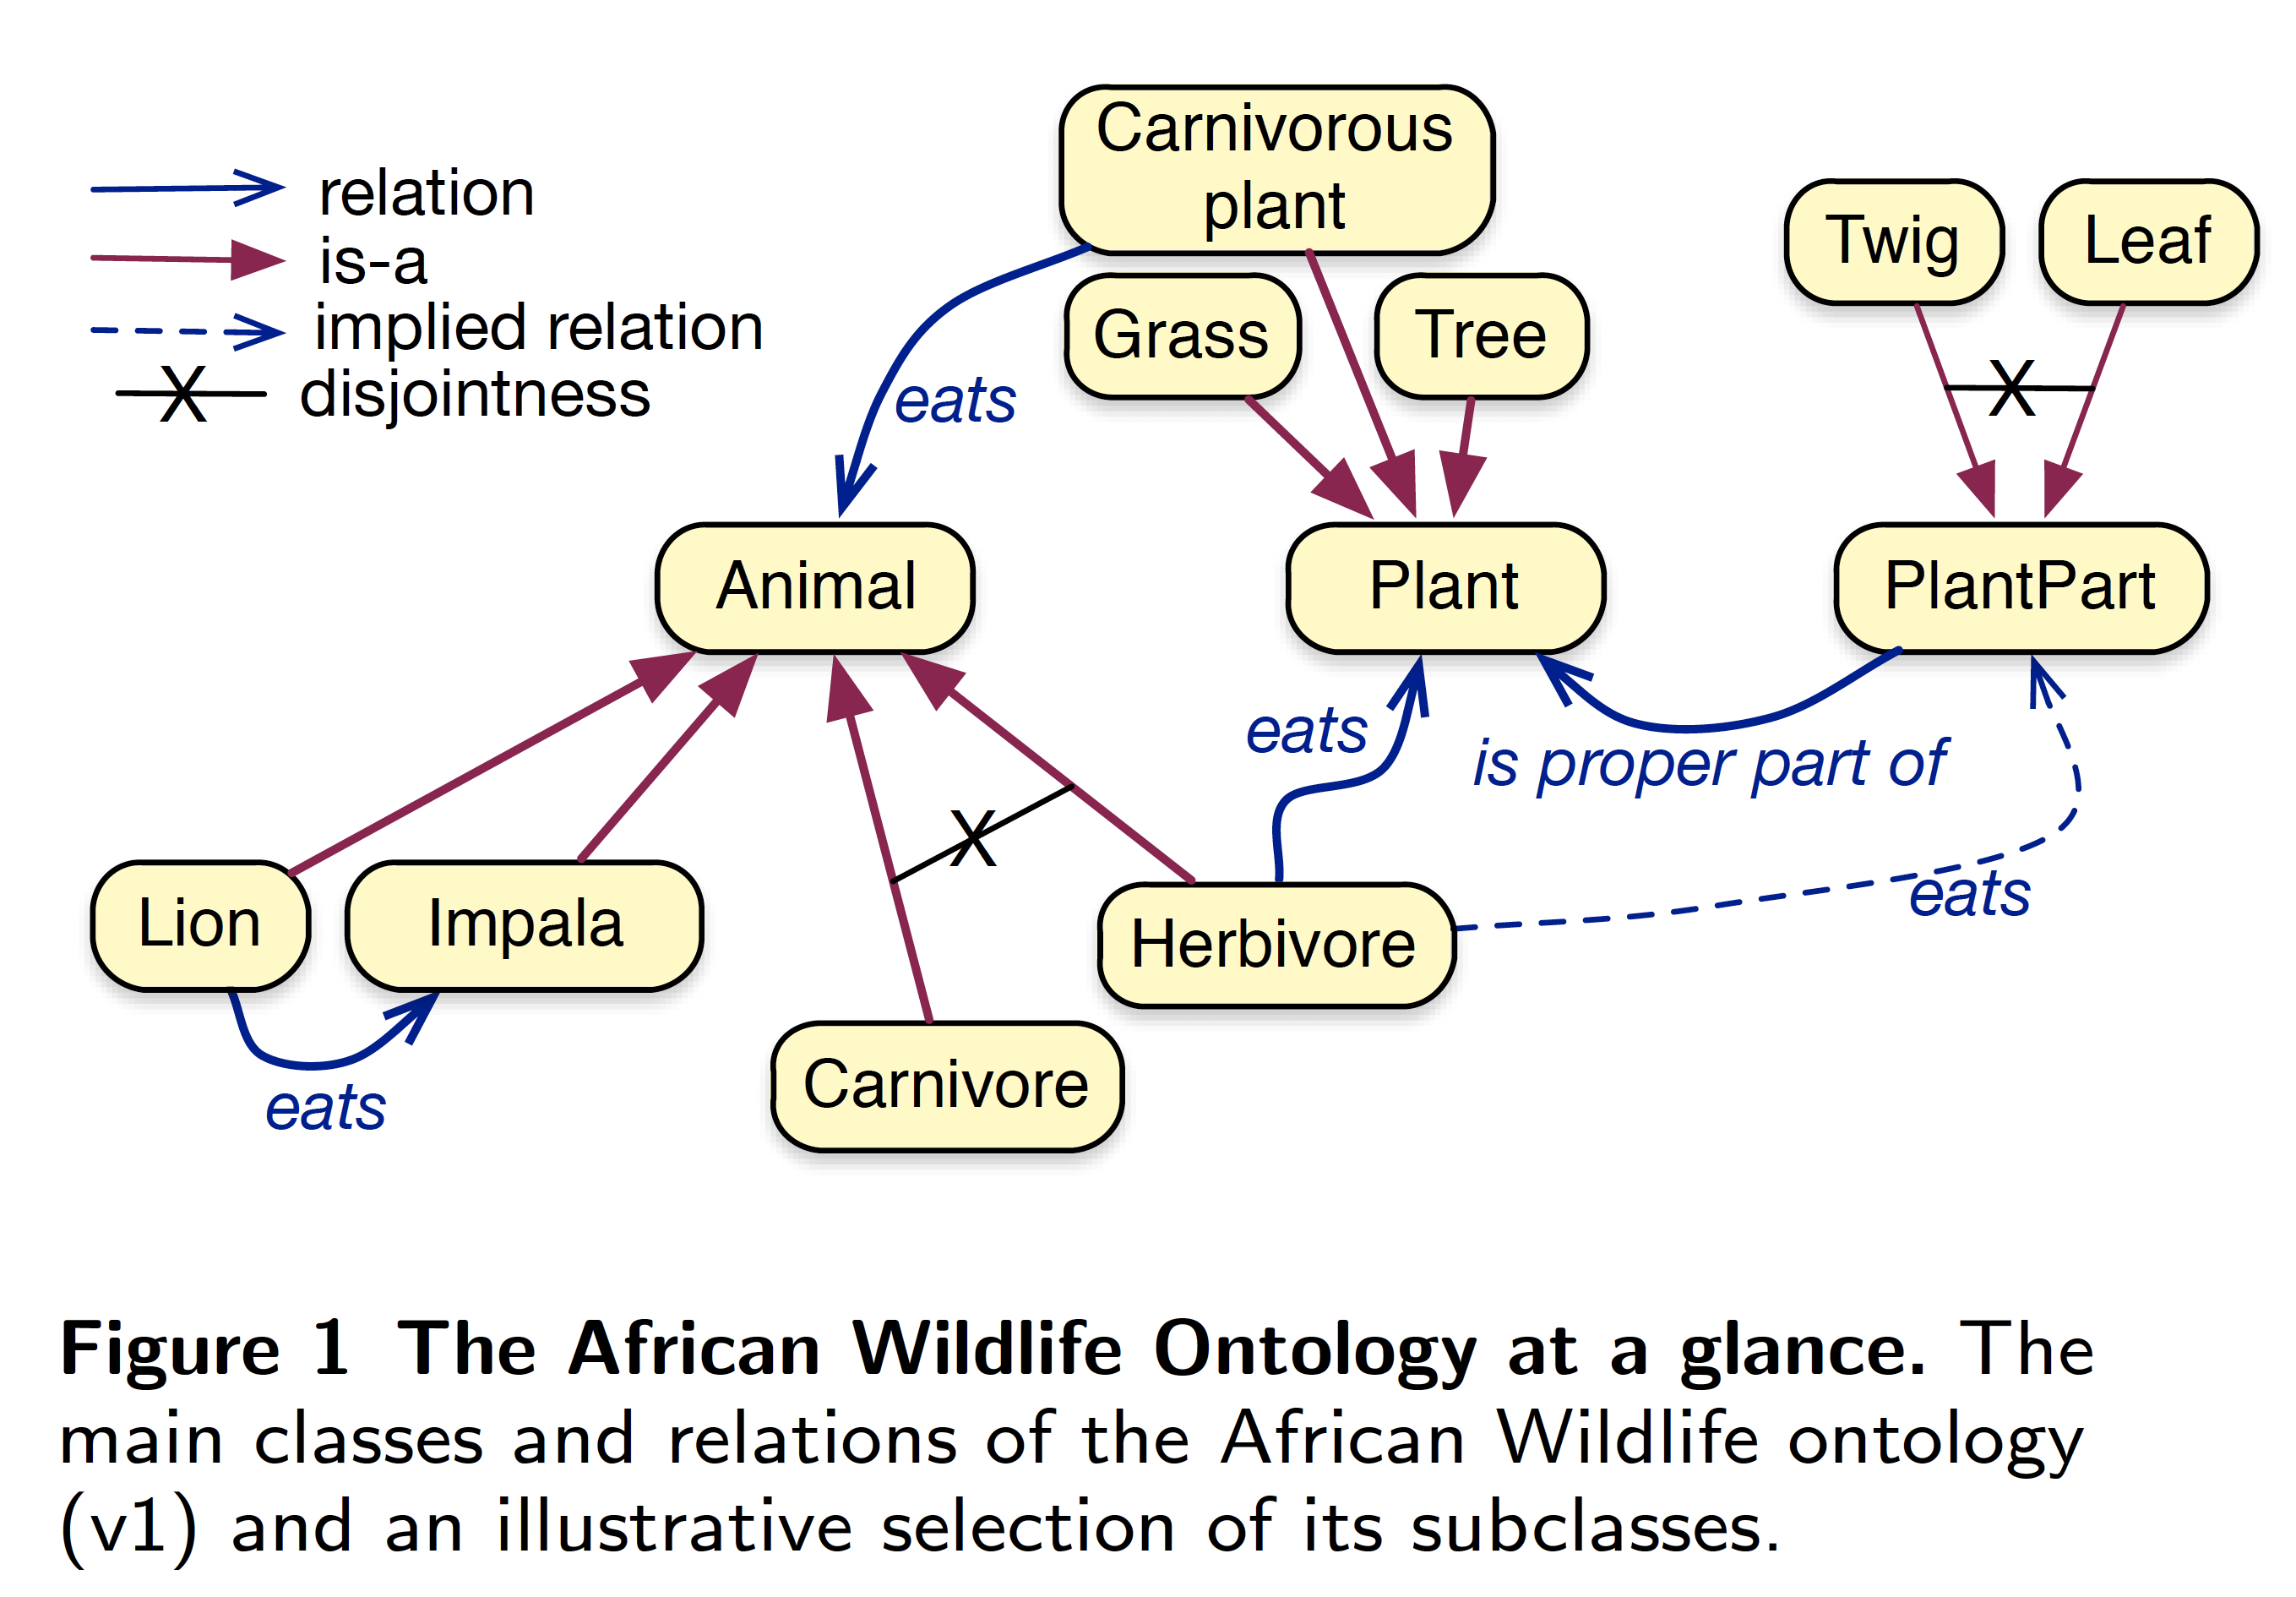 Carnivorous
plant
relation
is-a
implied relation
X
disjointness
Twig
Leaf
Grass
Tree
eats
X
Animal
Plant
PlantPart
eats
is proper part of
X
Lion
Impala
Herbivore
eats
Carnivore
eats
Figure 1 The African Wildlife Ontology at a glance. The
main classes and relations of the African Wildlife ontology
(v1) and an illustrative selection of its subclasses.